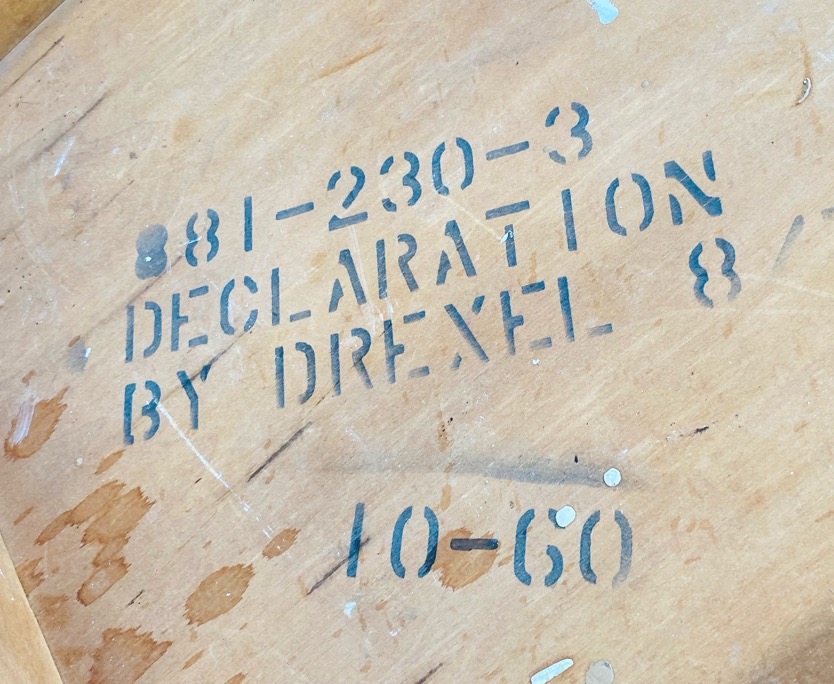 881-230-3
DECLARATION
BY DREXEL 8
10-60